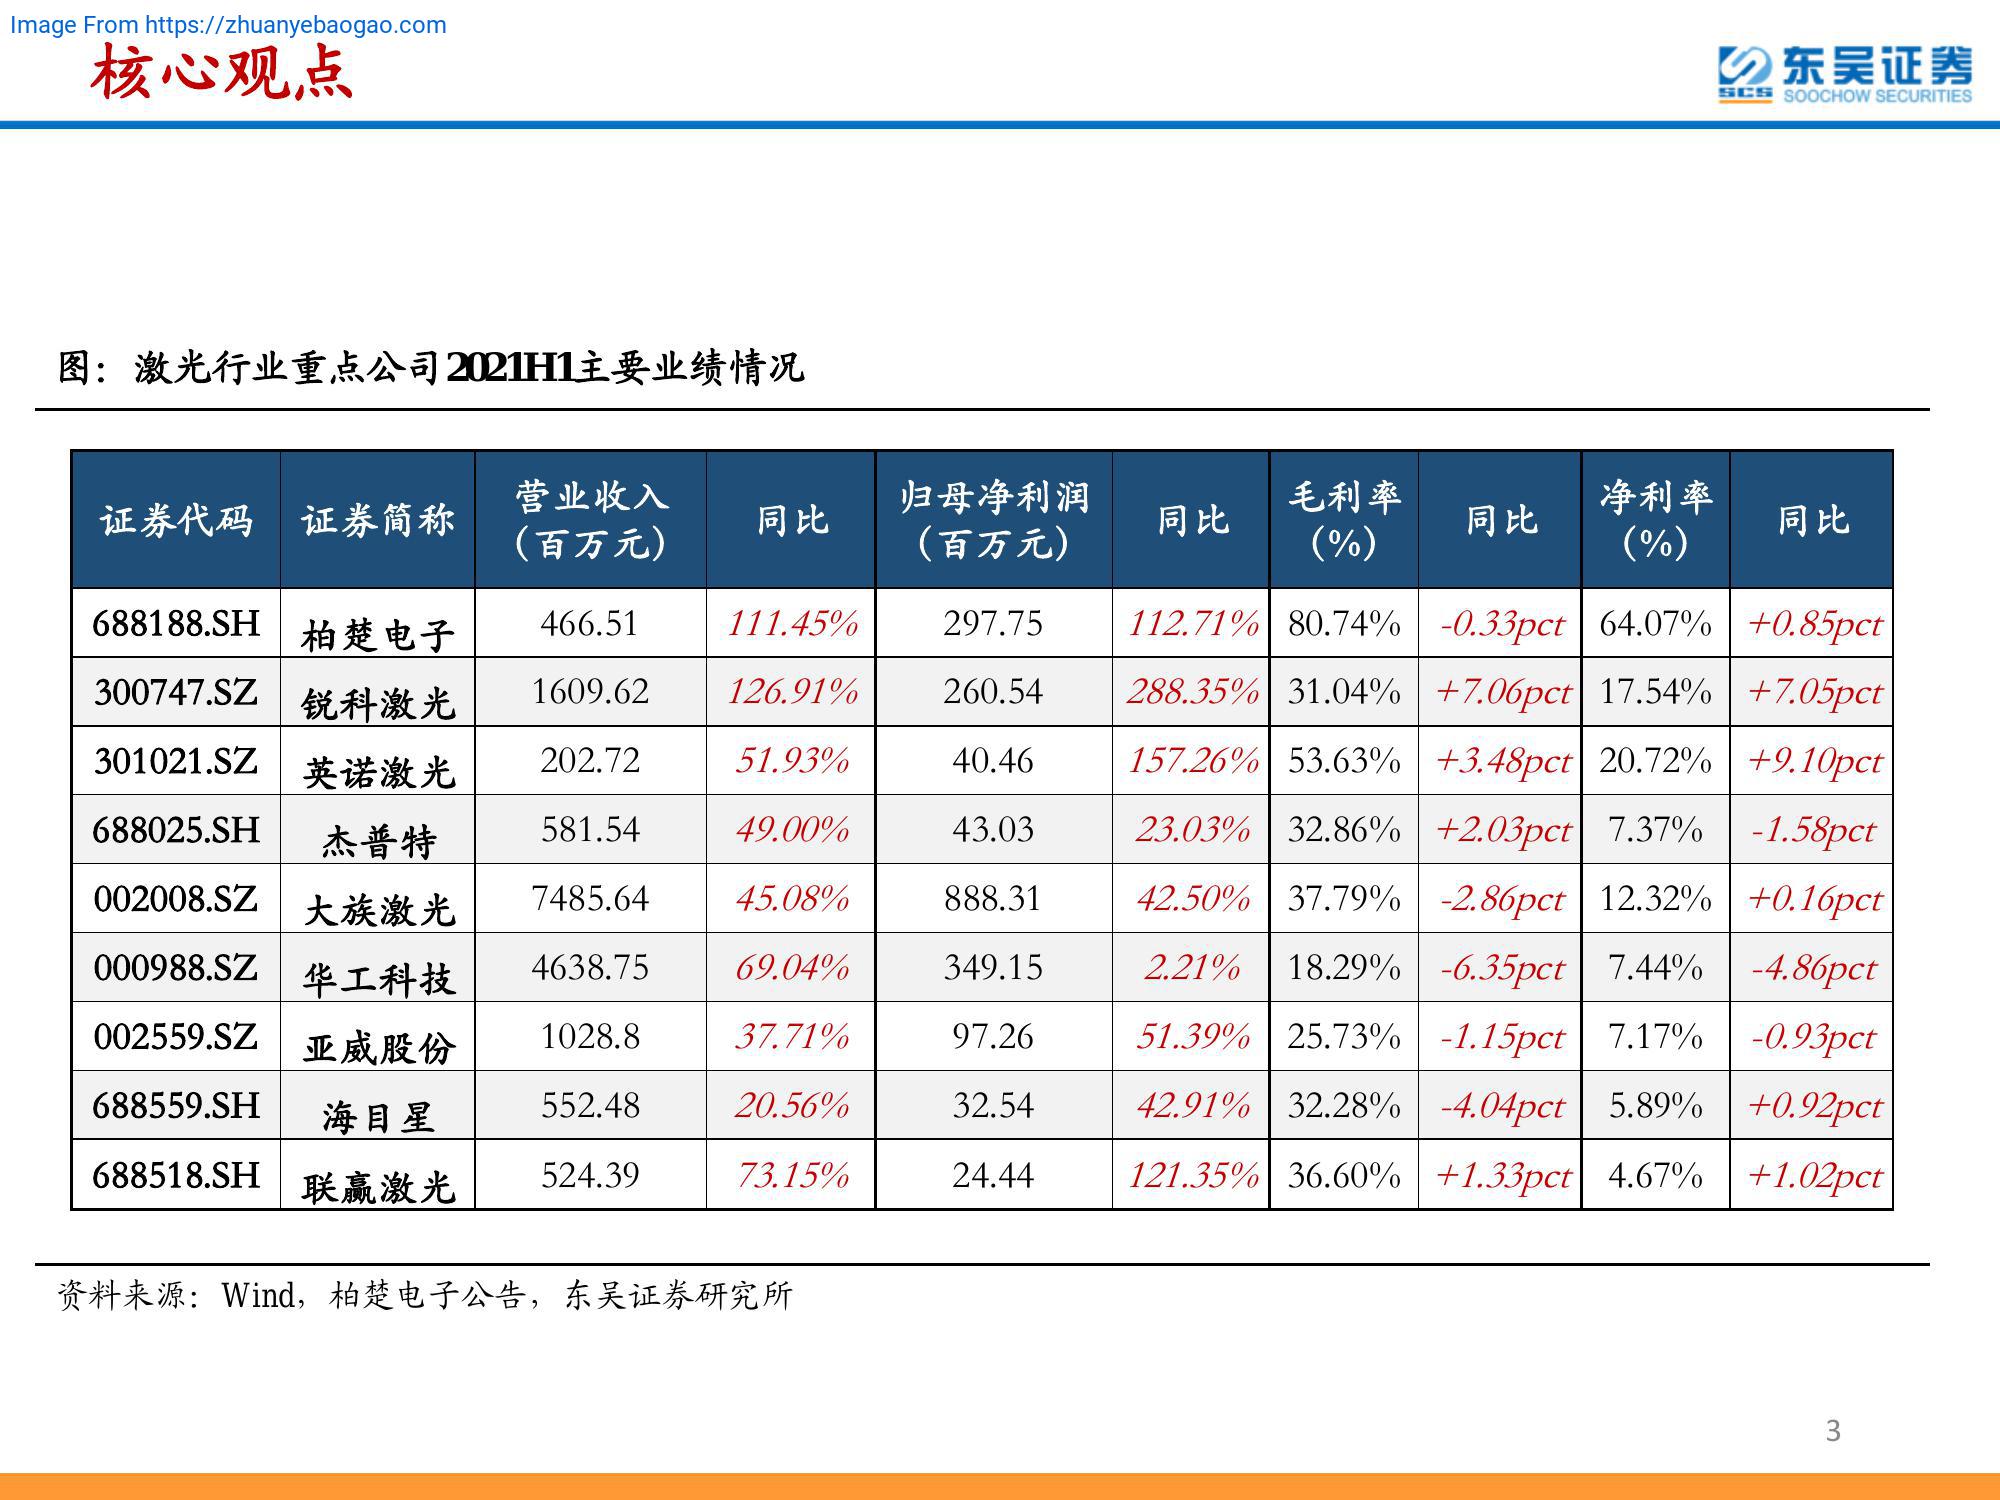 Image From https://zhuanyebaogao.com
核心观点
东吴证券
SCS SOOCHOW SECURITIES
图：激光行业重点公司2021H1主要业绩情况
证券代码 证券简称 营业收入（百万元） 同比 归母净利润（百万元） 同比 毛利率（%） 同比 净利率（%） 同比
688188.SH 柏楚电子 466.51 111.45% 297.75 112.71% 80.74% -0.33pct 64.07% +0.85pct
300747.SZ 锐科激光 1609.62 126.91% 260.54 288.35% 31.04% +7.06pct 17.54% +7.05pct
301021.SZ 英诺激光 202.72 51.93% 40.46 157.26% 53.63% +3.48pct 20.72% +9.10pct
688025.SH 杰普特 581.54 49.00% 43.03 23.03% 32.86% +2.03pct 7.37% -1.58pct
002008.SZ 大族激光 7485.64 45.08% 888.31 42.50% 37.79% -2.86pct 12.32% +0.16pct
000988.SZ 华工科技 4638.75 69.04% 349.15 2.21% 18.29% -6.35pct 7.44% -4.86pct
002559.SZ 亚威股份 1028.8 37.71% 97.26 51.39% 25.73% -1.15pct 7.17% -0.93pct
688559.SH 海目星 552.48 20.56% 32.54 42.91% 32.28% -4.04pct 5.89% +0.92pct
688518.SH 联赢激光 524.39 73.15% 24.44 121.35% 36.60% +1.33pct 4.67% +1.02pct
资料来源：Wind，柏楚电子公告，东吴证券研究所
3